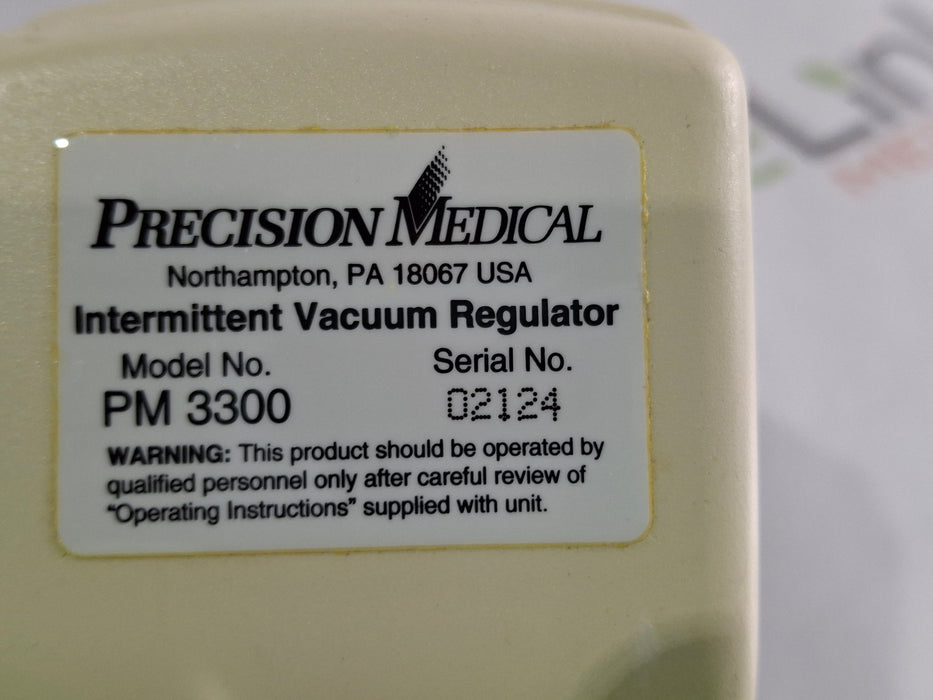 PRECISION MEDICAL
Northampton, PA 18067 USA
Intermittent Vacuum Regulator
Model No. Serial No.
PM 3300 02124
WARNING: This product should be operated by
qualified personnel only after careful review of
"Operating Instructions" supplied with unit.